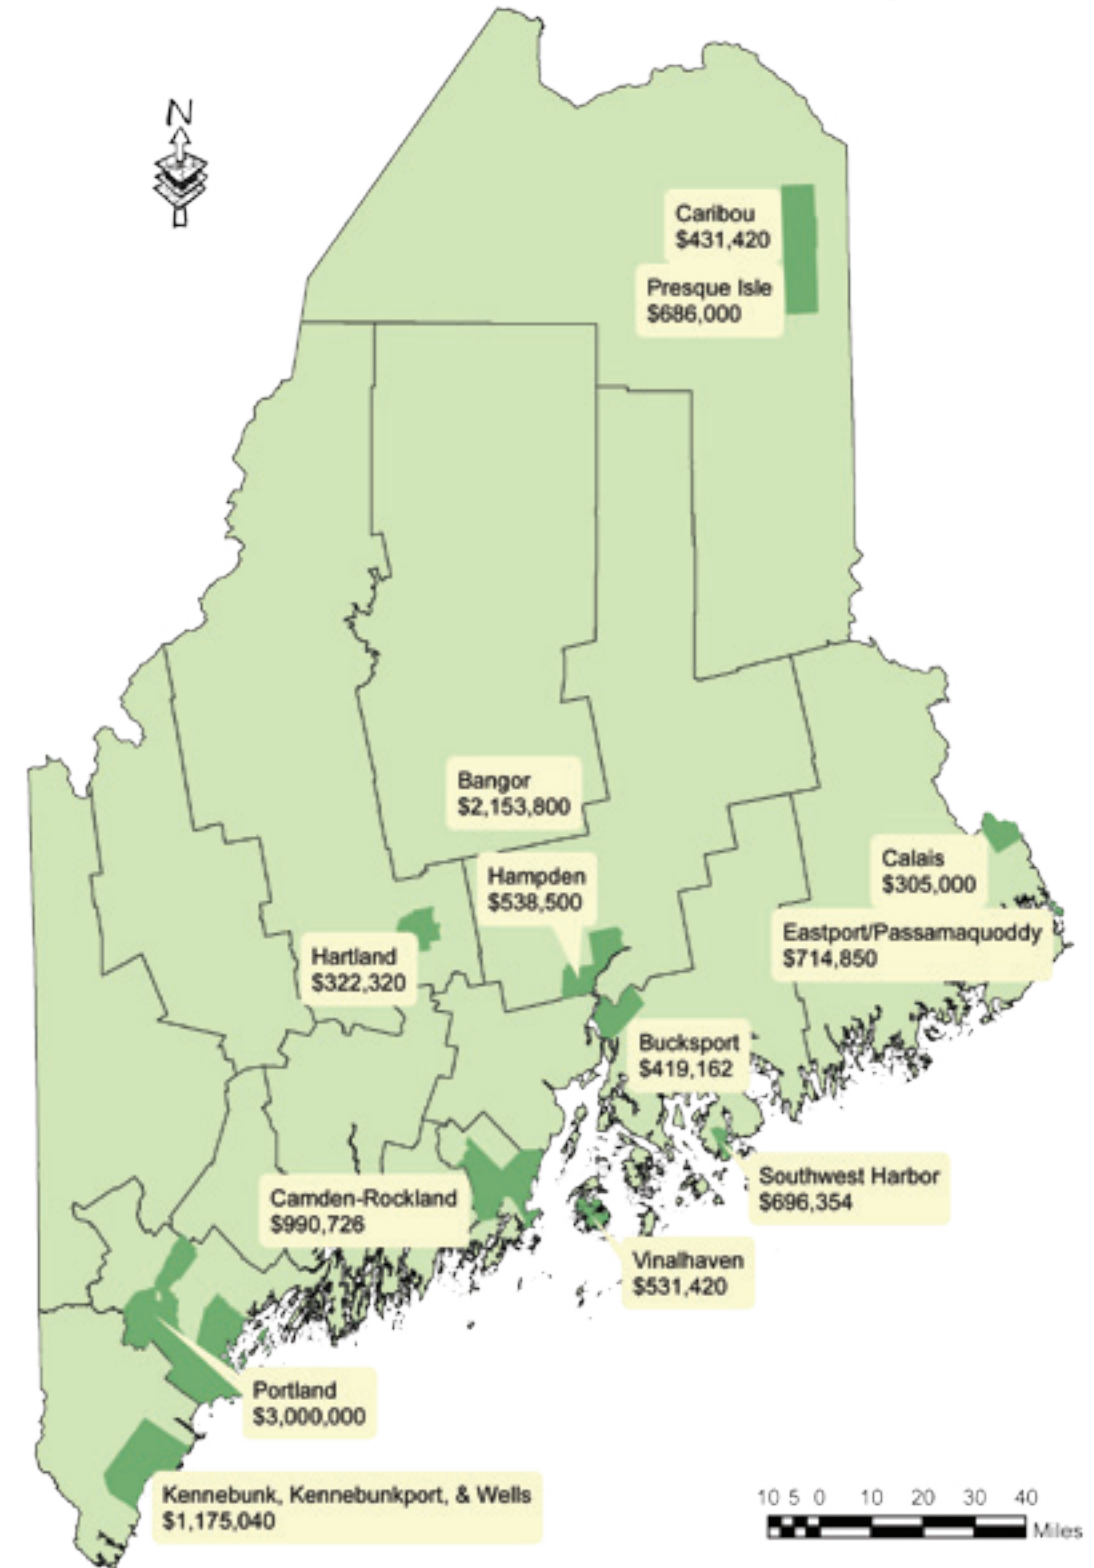 N
Caribou
$431,420
Presque Isle
$686,000
Bangor
$2,153,800
Hampden
$538,500
Calais
$305,000
Eastport/Passamaquoddy
$714,850
Hartland
$322,320
Bucksport
$419,162
Southwest Harbor
$696,354
Camden-Rockland
$990,726
Vinalhaven
$531,420
Portland
$3,000,000
Kennebunk, Kennebunkport, & Wells
$1,175,040
10 5 0 10 20 30 40
Miles